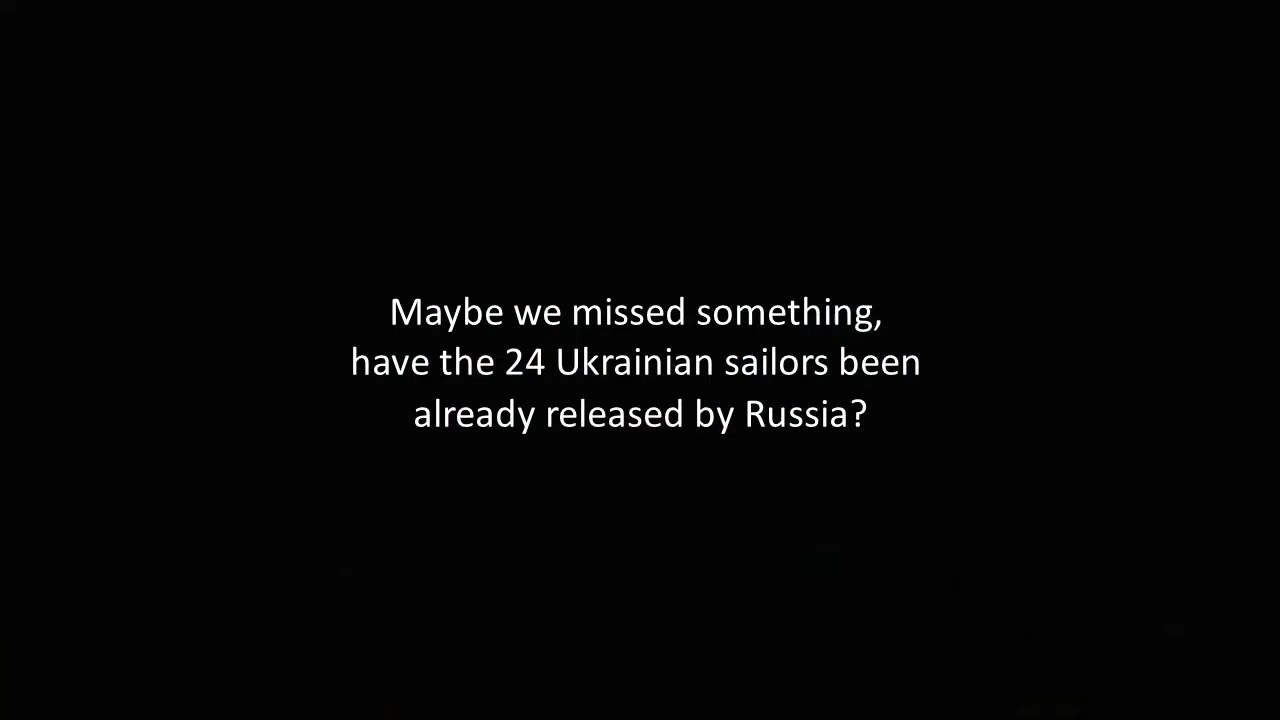 Maybe we missed something,
have the 24 Ukrainian sailors been
already released by Russia?